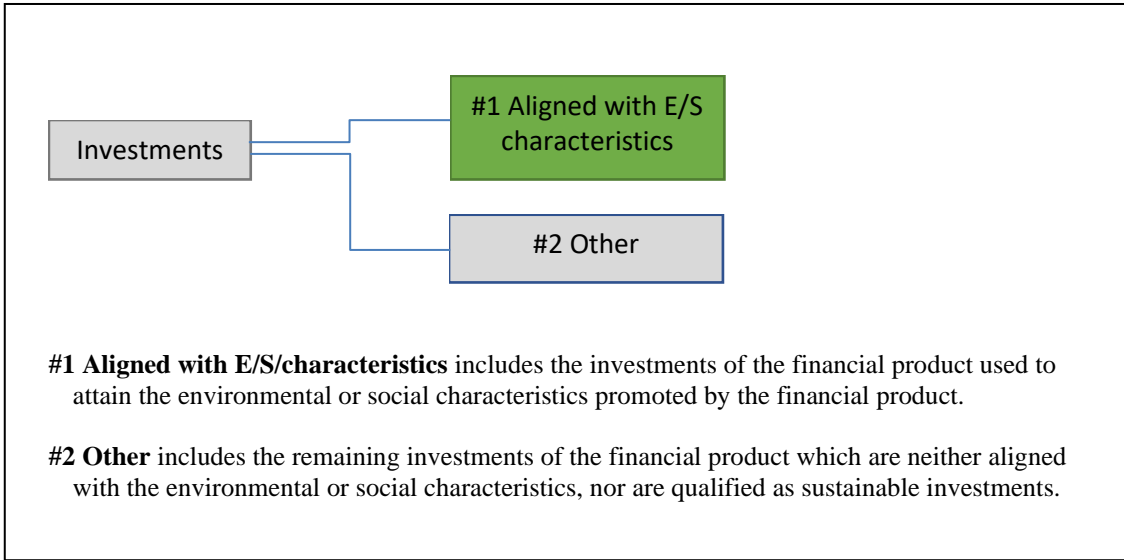 #1 Aligned with E/S
characteristics
Investments
#2 Other
#1 Aligned with E/S/characteristics includes the investments of the financial product used to
attain the environmental or social characteristics promoted by the financial product.
#2 Other includes the remaining investments of the financial product which are neither aligned
with the environmental or social characteristics, nor are qualified as sustainable investments.